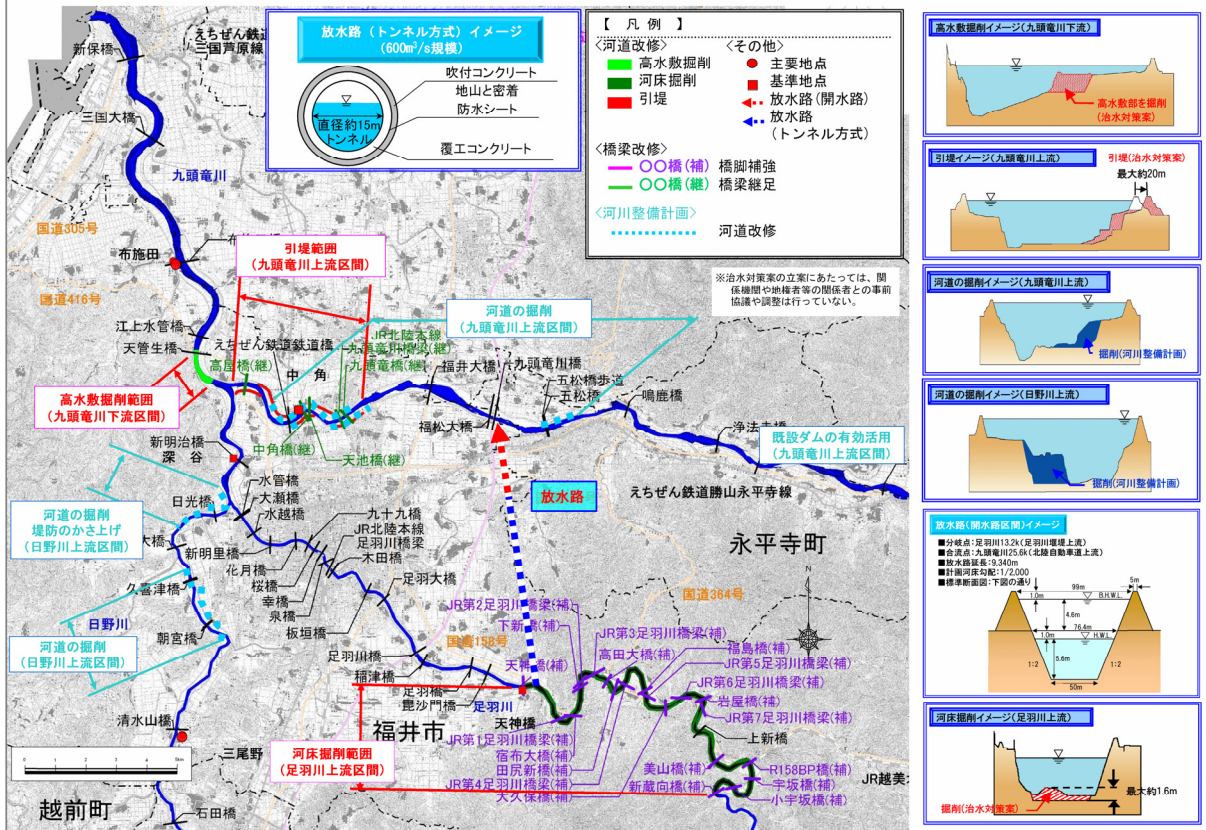 放水路（トンネル方式）イメージ
(600m³/s規模)
吹付コンクリート
地山と密着
防水シート
直径約15m
トンネル
覆工コンクリート
【 凡 例 】
<河道改修>
高水敷掘削
河床掘削
引堤
<その他>
主要地点
基準地点
放水路(開水路)
放水路
(トンネル方式)
<橋梁改修>
〇〇橋(補) 橋脚補強
〇〇橋(継) 橋梁継足
<河川整備計画>
河道改修
※治水対策案の立案にあたっては、関
係機関や地権者等の関係者との事前
協議や調整は行っていない。
えちぜん鉄道
三国芦原線
新保橋
三国大橋
九頭竜川
国道305号
布施田
国道416号
江上水管橋
天菅生橋
引堤範囲
(九頭竜川上流区間)
河道の掘削
(九頭竜川上流区間)
JR北陸本線
九頭竜川橋梁(継)
九頭竜橋(継)
えちぜん鉄道鉄道橋
高屋橋(継)
中 角
中角橋(継)
天池橋(継)
福井大橋
九頭竜川橋
五松橋歩道
五松橋
鳴鹿橋
福松大橋
既設ダムの有効活用
(九頭竜川上流区間)
高水敷掘削範囲
(九頭竜川下流区間)
新明治橋
深谷
水管橋
大瀬橋
水越橋
日光橋
河道の掘削
堤防のかさ上げ
(日野川上流区間)
新明里橋
花月橋
桜橋
幸橋
泉橋
九十九橋
JR北陸本線
足羽川橋梁
木田橋
足羽大橋
板垣橋
久喜津橋
日野川
朝宮橋
河道の掘削
(日野川上流区間)
足羽川橋
稲津橋
国道158号
足羽橋
毘沙門橋
足羽川
放水路
えちぜん鉄道勝山永平寺線
永平寺町
国道364号
JR第2足羽川橋梁(補)
下新橋(補)
天神橋(補)
JR第3足羽川橋梁(補)
高田大橋(補)
福島橋(補)
JR第5足羽川橋梁(補)
JR第6足羽川橋梁(補)
岩屋橋(補)
JR第7足羽川橋梁(補)
上新橋
天神橋
JR第1足羽川橋梁(補)
宿布大橋(補)
田尻新橋(補)
JR第4足羽川橋梁(補)
大久保橋(補)
美山橋(補)
新蔵向橋(補)
R158BP橋(補)
宇坂橋(補)
小宇坂橋(補)
福井市
河床掘削範囲
(足羽川上流区間)
清水山橋
三尾野
0
5km
越前町
石田橋
高水敷掘削イメージ(九頭竜川下流)
高水敷部を掘削
(治水対策案)
引堤イメージ(九頭竜川上流)
引堤(治水対策案)
最大約20m
河道の掘削イメージ(九頭竜川上流)
掘削(河川整備計画)
河道の掘削イメージ(日野川上流)
掘削(河川整備計画)
放水路(開水路区間)イメージ
■分岐点:足羽川13.2k(足羽川堰堤上流)
■合流点:九頭竜川25.6k(北陸自動車道上流)
■放水路延長:9,340m
■計画河床勾配:1/2,000
■標準断面図:下図の通り
99m
5m
1.0m
B.H.W.L.
4.6m
76.4m
1.0m
H.W.L.
1:2
5.6m
1:2
50m
河床掘削イメージ(足羽川上流)
最大約1.6m
掘削(治水対策案)